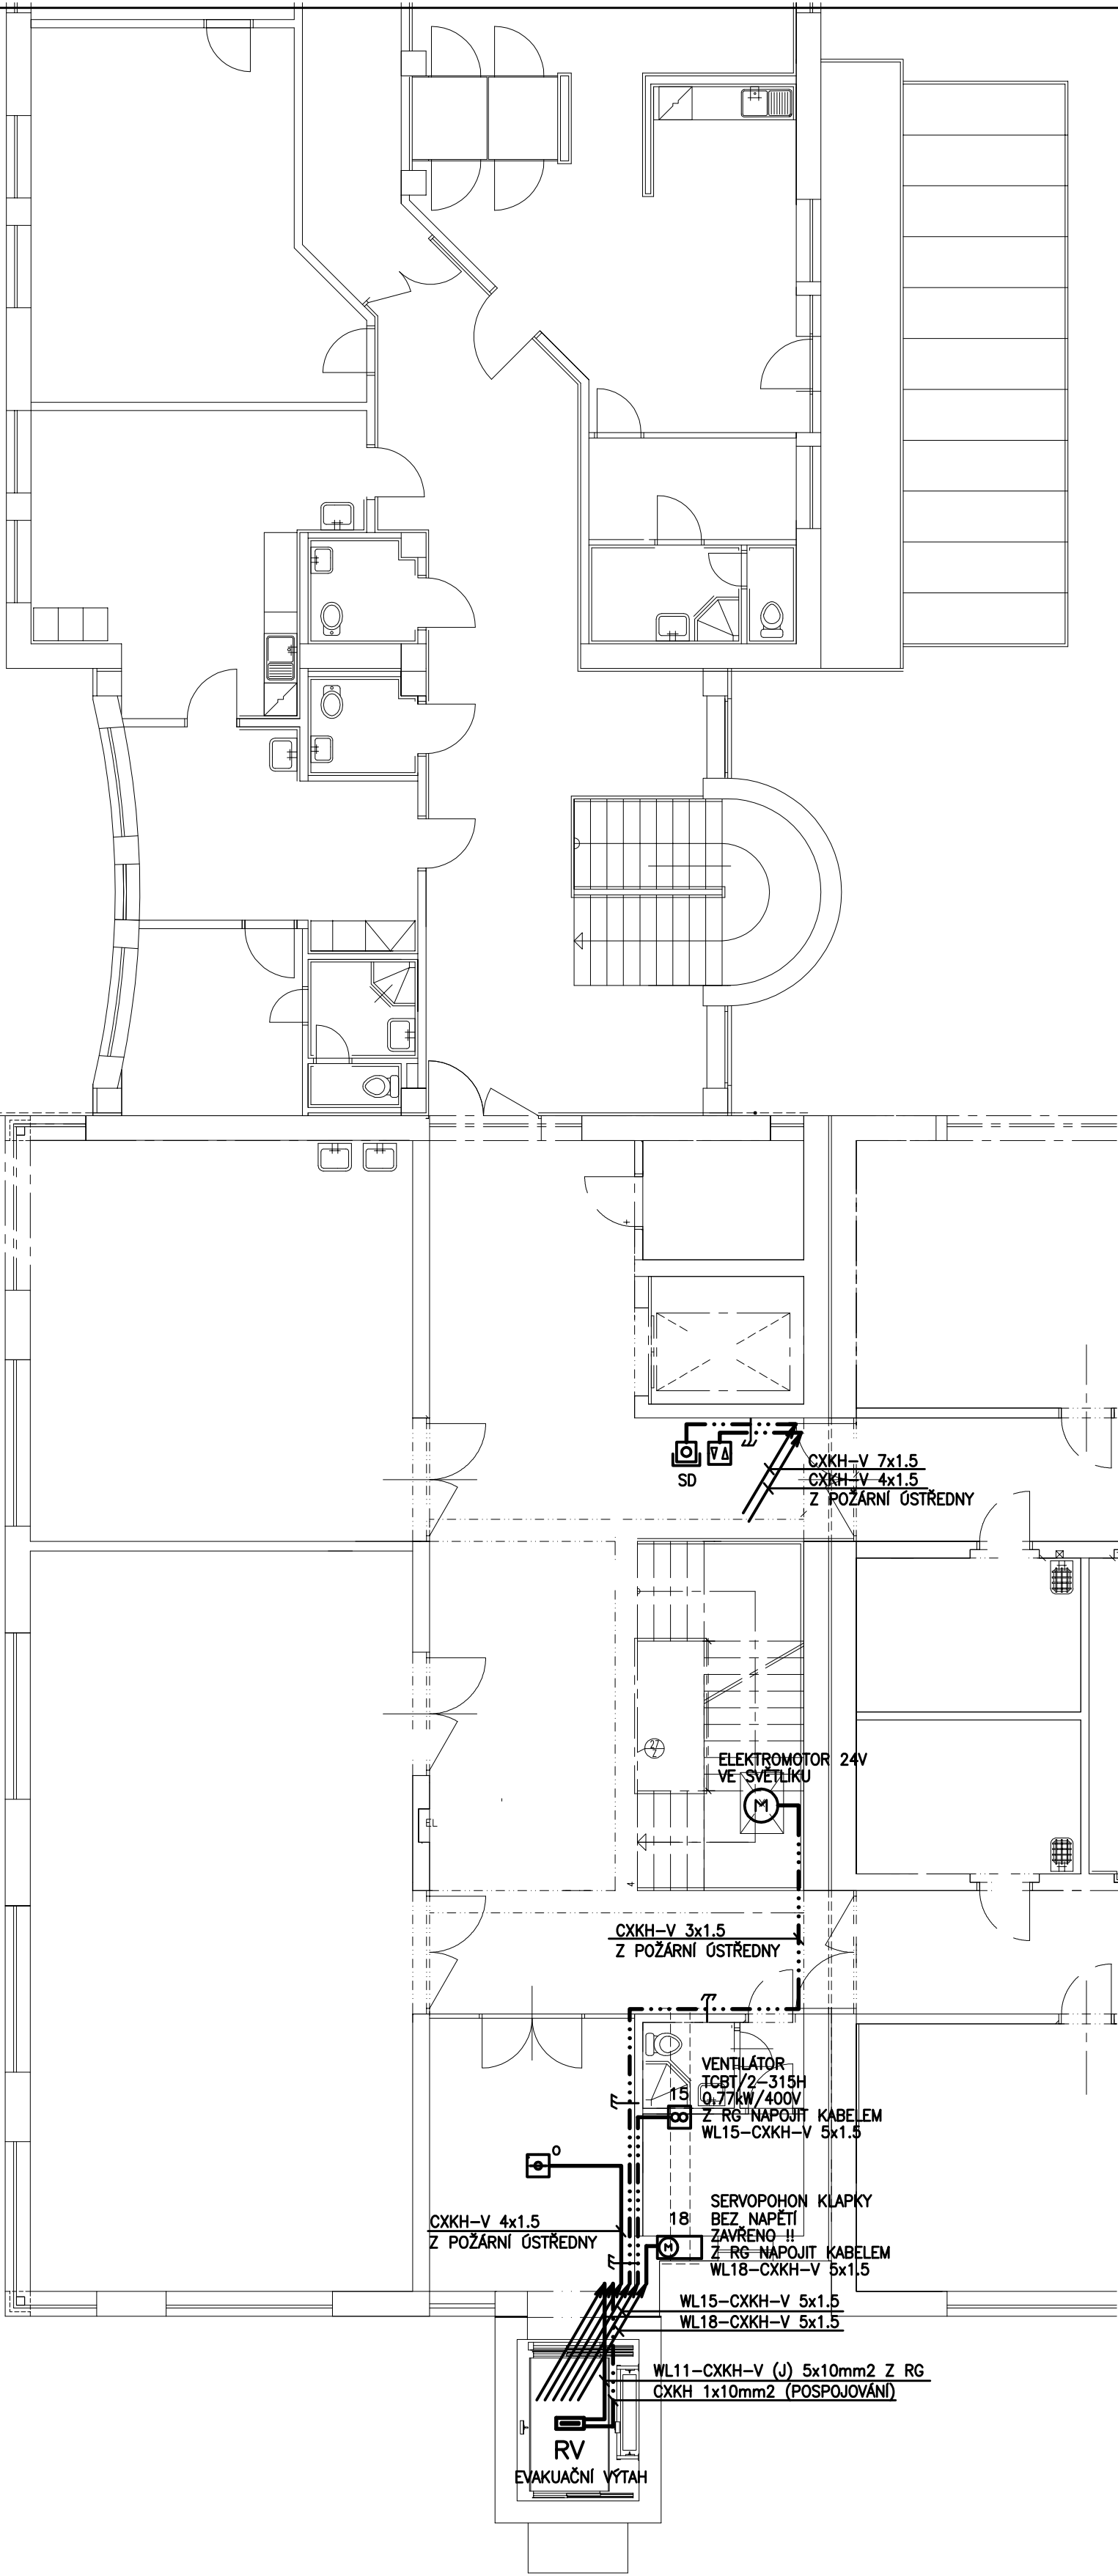 CXKH-V 7x1.5
CXKH-V 4x1.5
Z POŽÁRNÍ ÚSTŘEDNY
SD
27
Z
ELEKTROMOTOR 24V
VE SVĚTLÍKU
M
EL
4
CXKH-V 3x1.5
Z POŽÁRNÍ ÚSTŘEDNY
VENTILÁTOR
TCBT/2-315H
0.77kW/400V
Z RG NAPOJIT KABELEM
WL15-CXKH-V 5x1.5
15
O
CXKH-V 4x1.5
Z POŽÁRNÍ ÚSTŘEDNY
18
M
SERVOPOHON KLAPKY
BEZ NAPĚTÍ
ZAVŘENO !!
Z RG NAPOJIT KABELEM
WL18-CXKH-V 5x1.5
WL15-CXKH-V 5x1.5
WL18-CXKH-V 5x1.5
WL11-CXKH-V (J) 5x10mm2 Z RG
CXKH 1x10mm2 (POSPOJOVÁNÍ)
RV
EVAKUAČNÍ VÝTAH